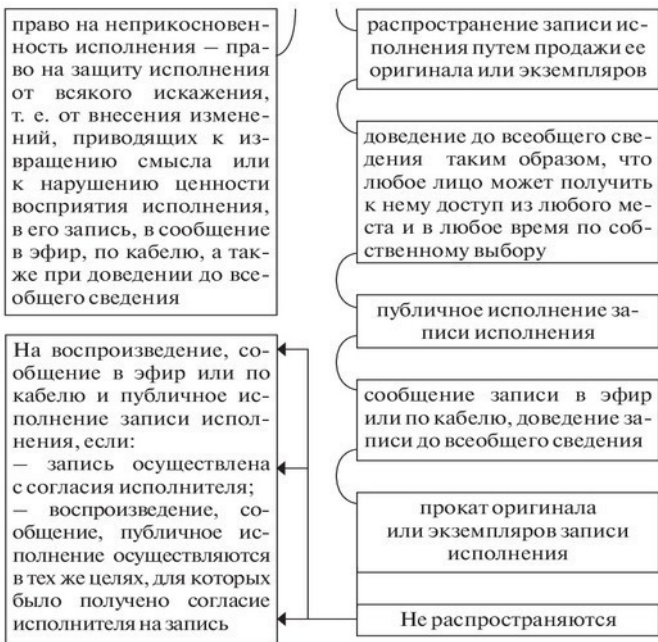 право на неприкосновен-
ность исполнения – пра-
во на защиту исполнения
от всякого искажения,
т. е. от внесения измене-
ний, приводящих к из-
вращению смысла или
к нарушению ценности
восприятия исполнения,
в его запись, в сообщение
в эфир, по кабелю, а так-
же при доведении до все-
общего сведения
На воспроизведение, со-
общение в эфир или по
кабелю и публичное ис-
полнение записи испол-
нения, если:
– запись осуществлена
с согласия исполнителя;
– воспроизведение, со-
общение, публичное ис-
полнение осуществляются
в тех же целях, для которых
было получено согласие
исполнителя на запись
распространение записи ис-
полнения путем продажи ее
оригинала или экземпляров
доведение до всеобщего све-
дения таким образом, что
любое лицо может получить
к нему доступ из любого ме-
ста и в любое время по соб-
ственному выбору
публичное исполнение за-
писи исполнения
сообщение записи в эфир
или по кабелю, доведение за-
писи до всеобщего сведения
прокат оригинала
или экземпляров записи
исполнения
Не распространяются